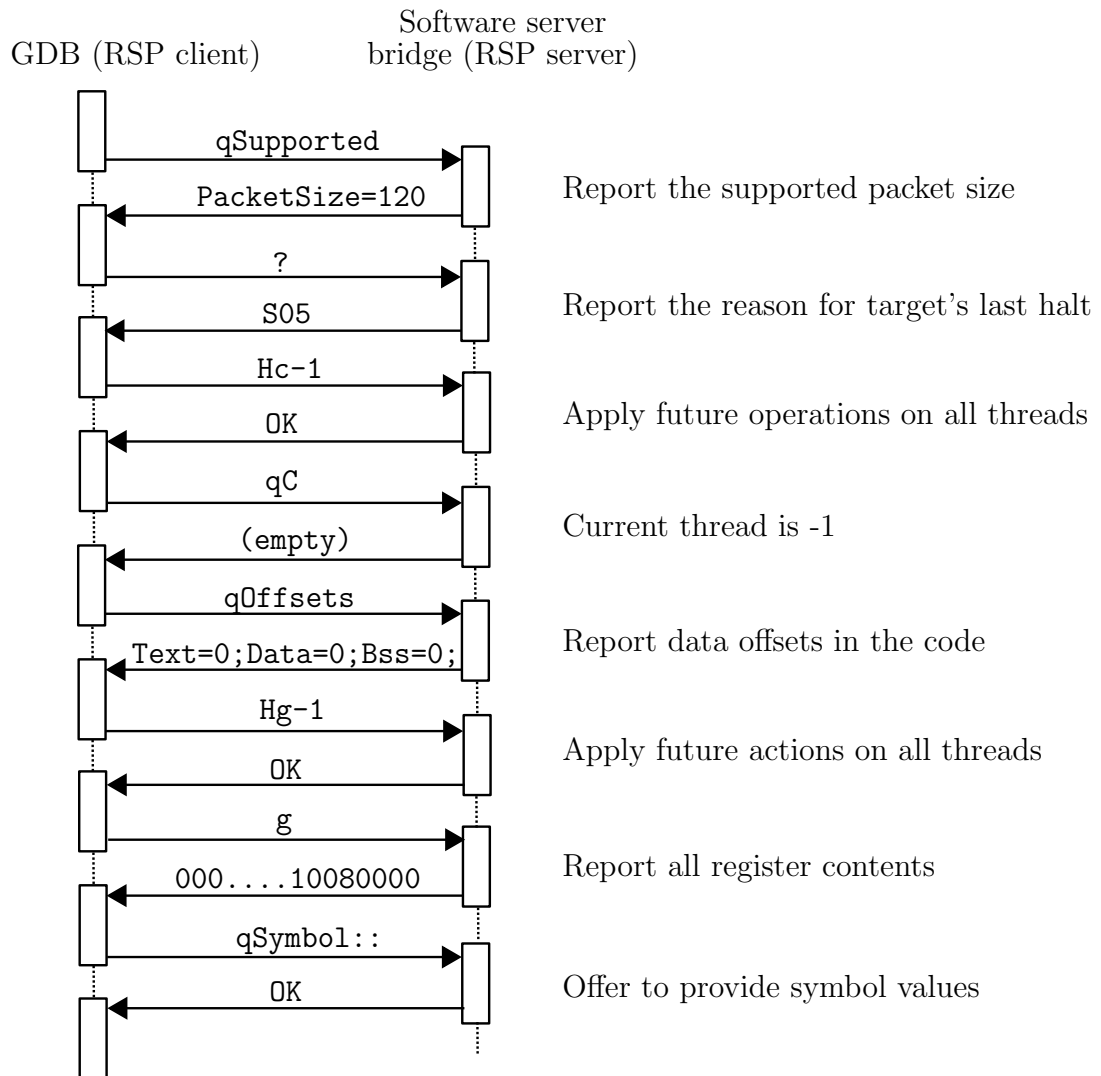 Software server
GDB (RSP client)
bridge (RSP server)
qSupported
Report the supported packet size
PacketSize=120
?
Report the reason for target's last halt
S05
Hc-1
Apply future operations on all threads
OK
qC
Current thread is -1
(empty)
qOffsets
Report data offsets in the code
Text=0;Data=0;Bss=0;
Hg-1
Apply future actions on all threads
OK
g
Report all register contents
000....10080000
qSymbol::
Offer to provide symbol values
OK